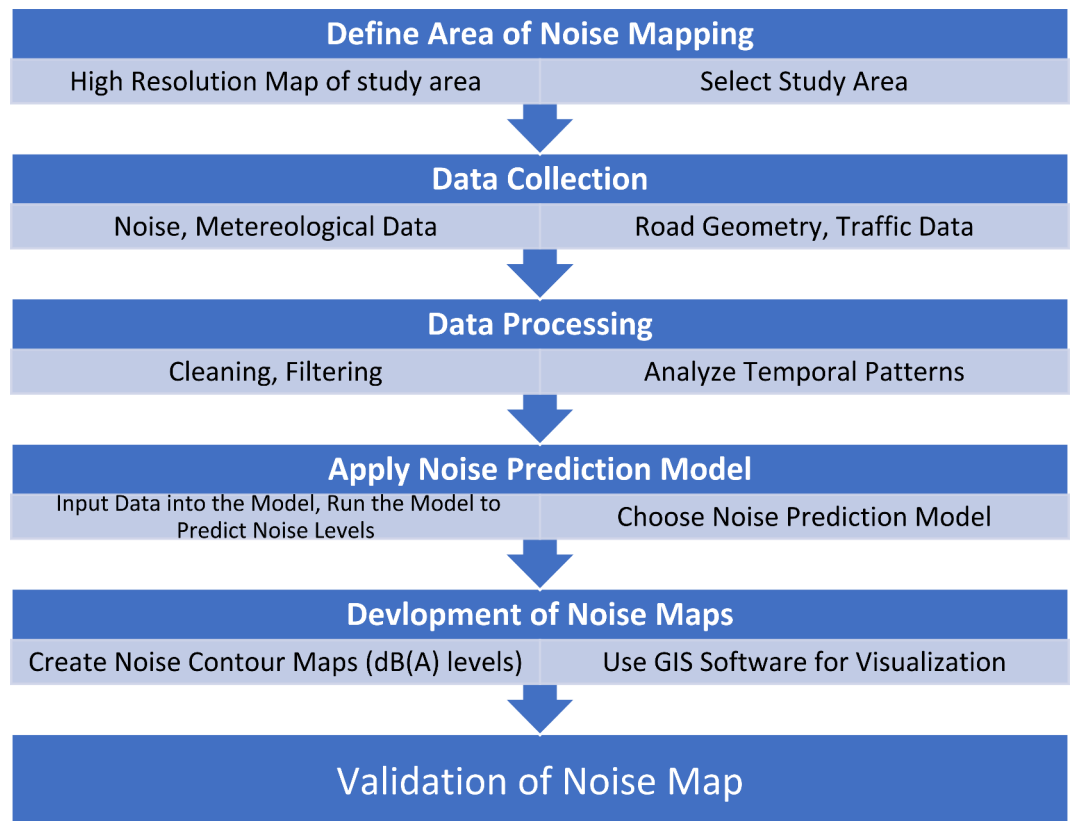 Define Area of Noise Mapping
High Resolution Map of study area
Select Study Area
Data Collection
Noise, Metereological Data
Road Geometry, Traffic Data
Data Processing
Cleaning, Filtering
Analyze Temporal Patterns
Apply Noise Prediction Model
Input Data into the Model, Run the Model to
Predict Noise Levels
Choose Noise Prediction Model
Devlopment of Noise Maps
Create Noise Contour Maps (dB(A) levels)
Use GIS Software for Visualization
Validation of Noise Map